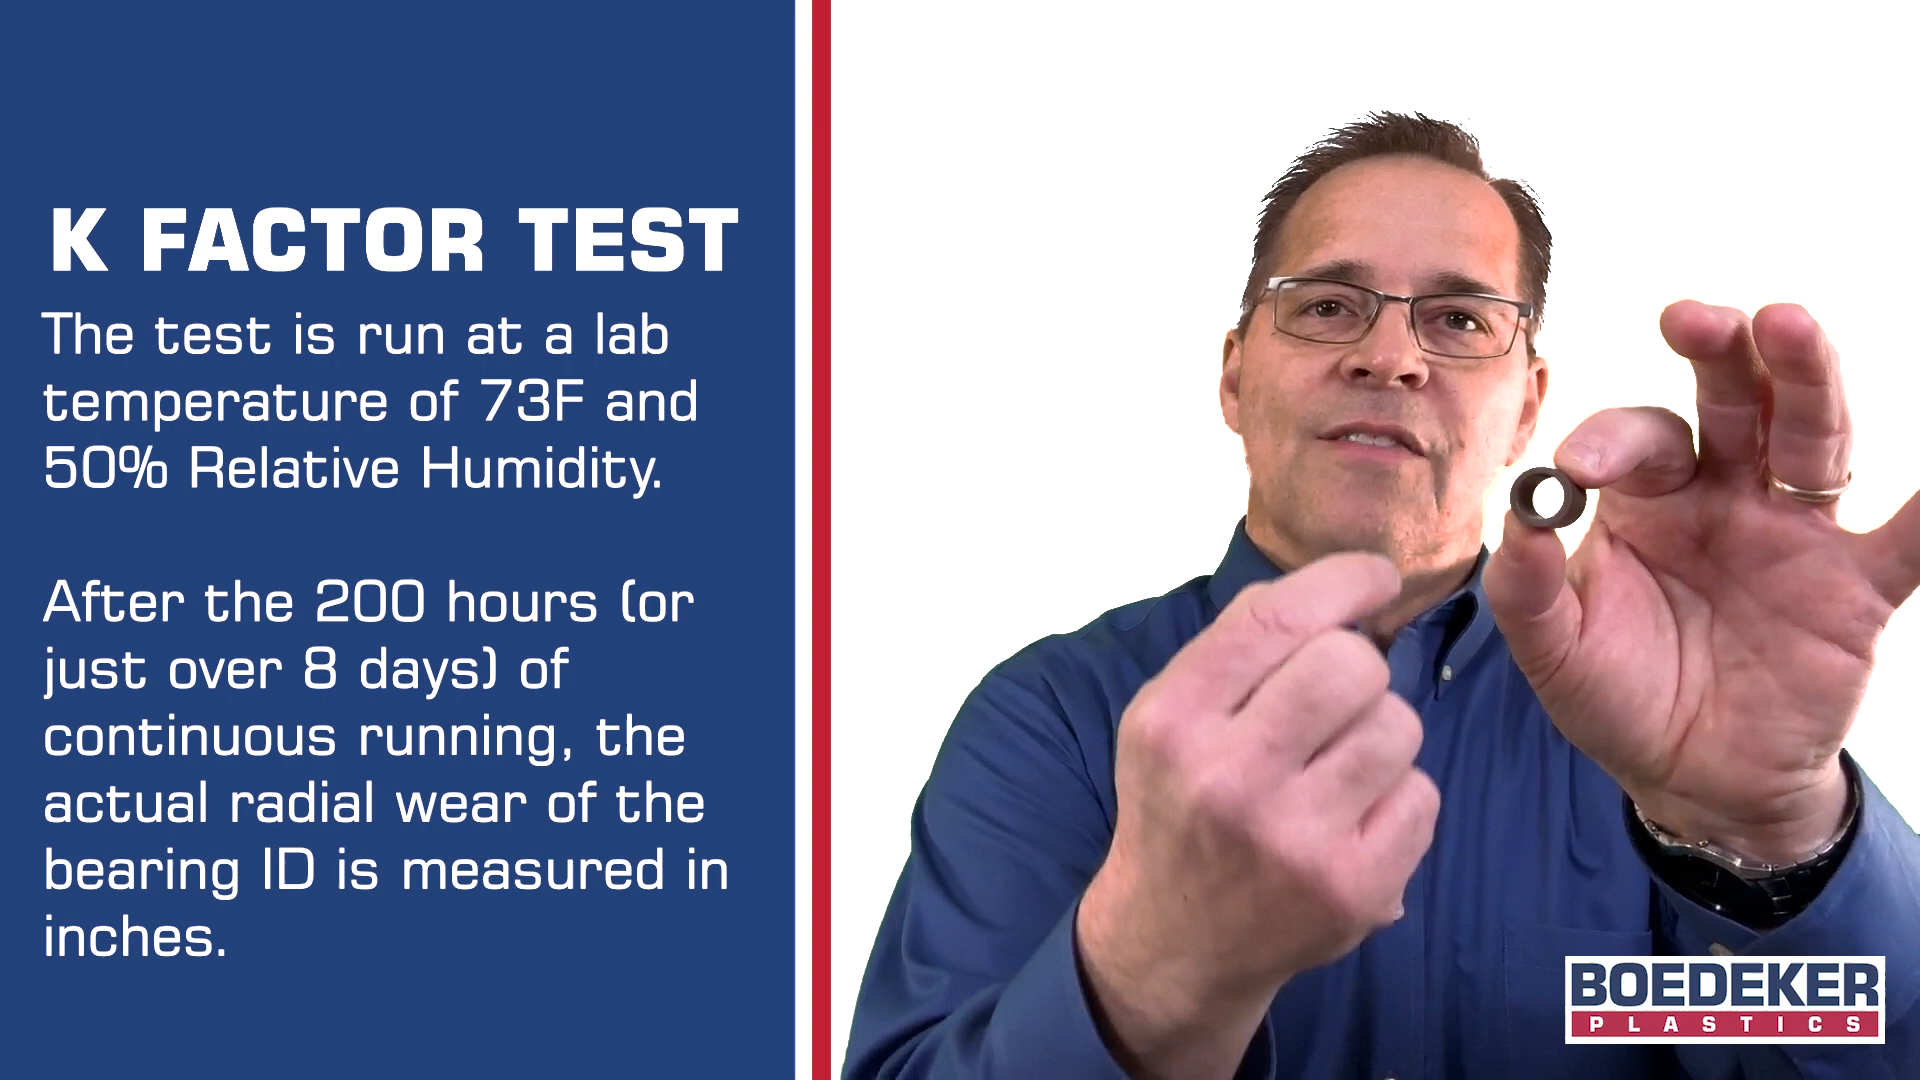 K FACTOR TEST
The test is run at a lab
temperature of 73F and
50% Relative Humidity.
After the 200 hours (or
just over 8 days) of
continuous running, the
actual radial wear of the
bearing ID is measured in
inches.
BOEDEKER
PLASTICS